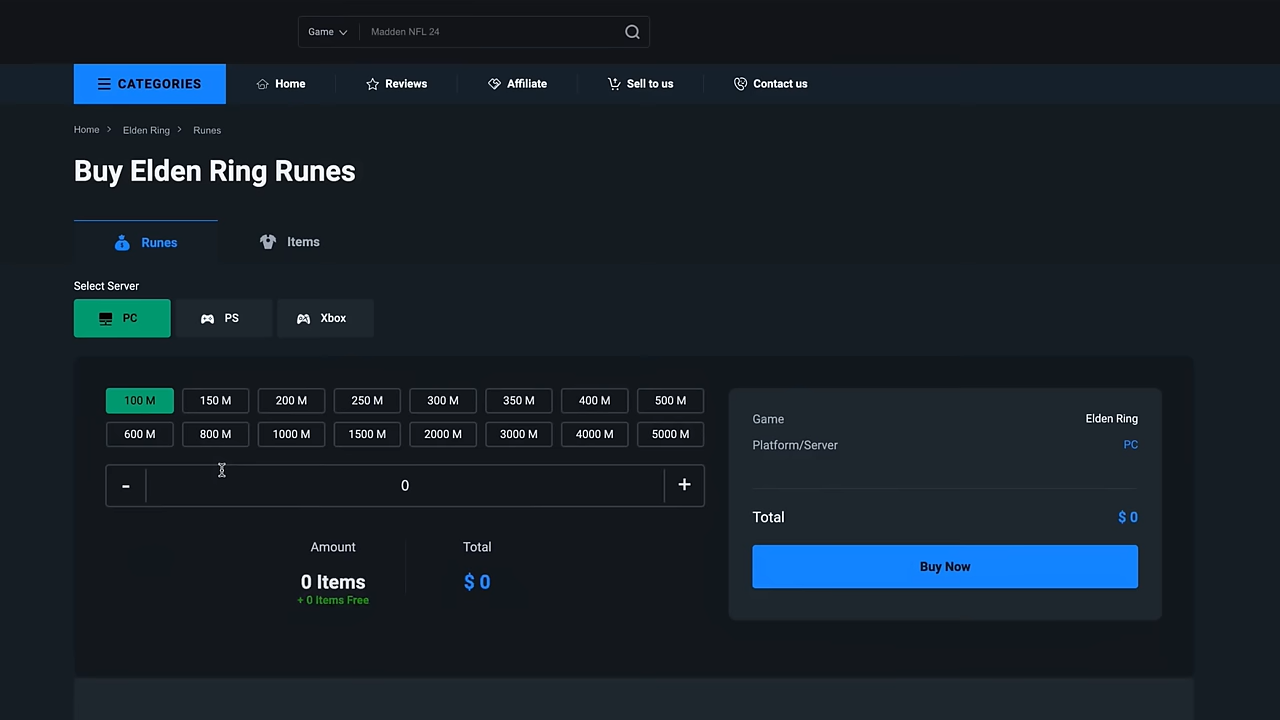 Game Madden NFL 24
CATEGORIES Home Reviews Affiliate Sell to us Contact us
Home > Elden Ring > Runes
Buy Elden Ring Runes
Runes Items
Select Server
PC PS Xbox
100 M 150 M 200 M 250 M 300 M 350 M 400 M 500 M
600 M 800 M 1000 M 1500 M 2000 M 3000 M 4000 M 5000 M
- 0 +
Amount Total
0 Items $ 0
+ 0 Items Free
Game Elden Ring
Platform/Server PC
Total $ 0
Buy Now